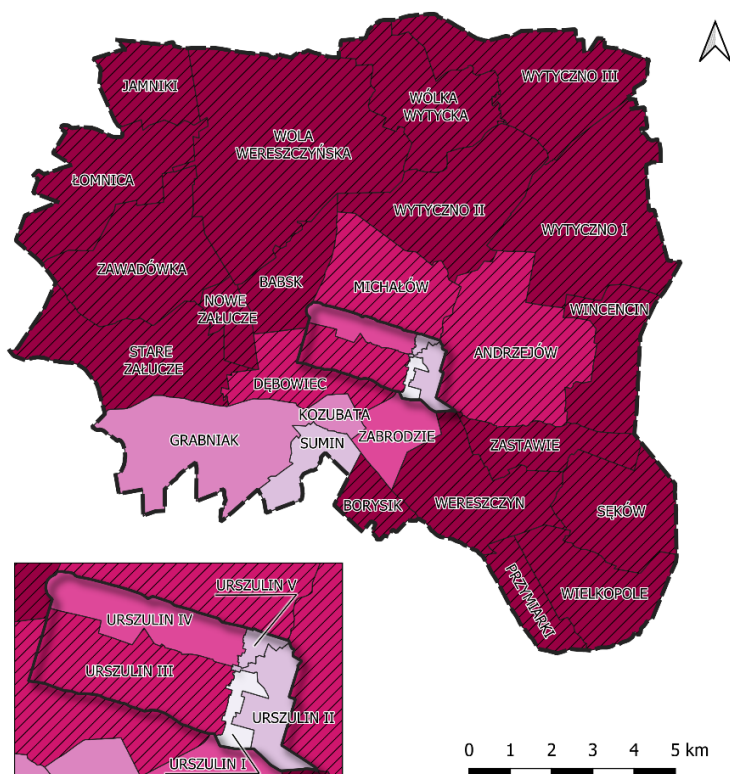 JAMNIKI
WYTYCZNO III
WÓLKA
WYTYCKA
WOLA
WERESZCZYŃSKA
ŁOMNICA
WYTYCZNO II
WYTYCZNO I
ZAWADÓWKA
BABSK
MICHAŁÓW
NOWE
ZAŁUCZE
WINCENCIN
STARE
ZAŁUCZE
ANDRZEJÓW
DĘBOWIEC
KOZUBATA
GRABNIAK
SUMIN
ZABRODZIE
ZASTAWIE
BORYSIK
WERESZCZYN
SĘKÓW
PRZYMIARKI
WIELKOPOLE
URSZULIN V
URSZULIN IV
URSZULIN III
URSZULIN II
URSZULIN I
0 1 2 3 4 5 km